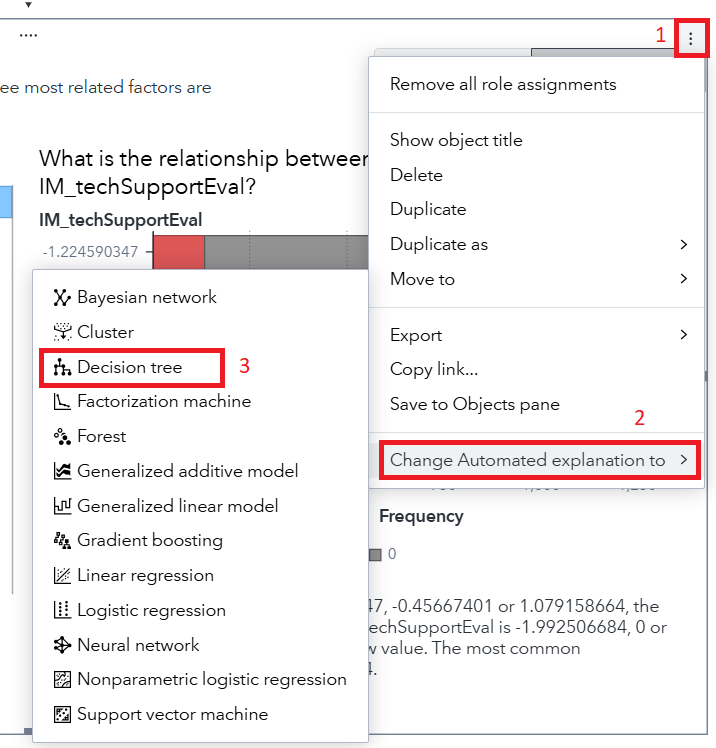 1
ee most related factors are
What is the relationship between
IM_techSupportEval?
IM_techSupportEval
-1.224590347
Remove all role assignments
Show object title
Delete
Duplicate
Duplicate as
Move to
Export
Copy link...
Save to Objects pane
2
Change Automated explanation to
Bayesian network
Cluster
Decision tree
3
Factorization machine
Forest
Generalized additive model
Generalized linear model
Gradient boosting
Linear regression
Logistic regression
Neural network
Nonparametric logistic regression
Support vector machine
Frequency
0
47, -0.45667401 or 1.079158664, the
echSupportEval is -1.992506684, 0 or
w value. The most common
4.